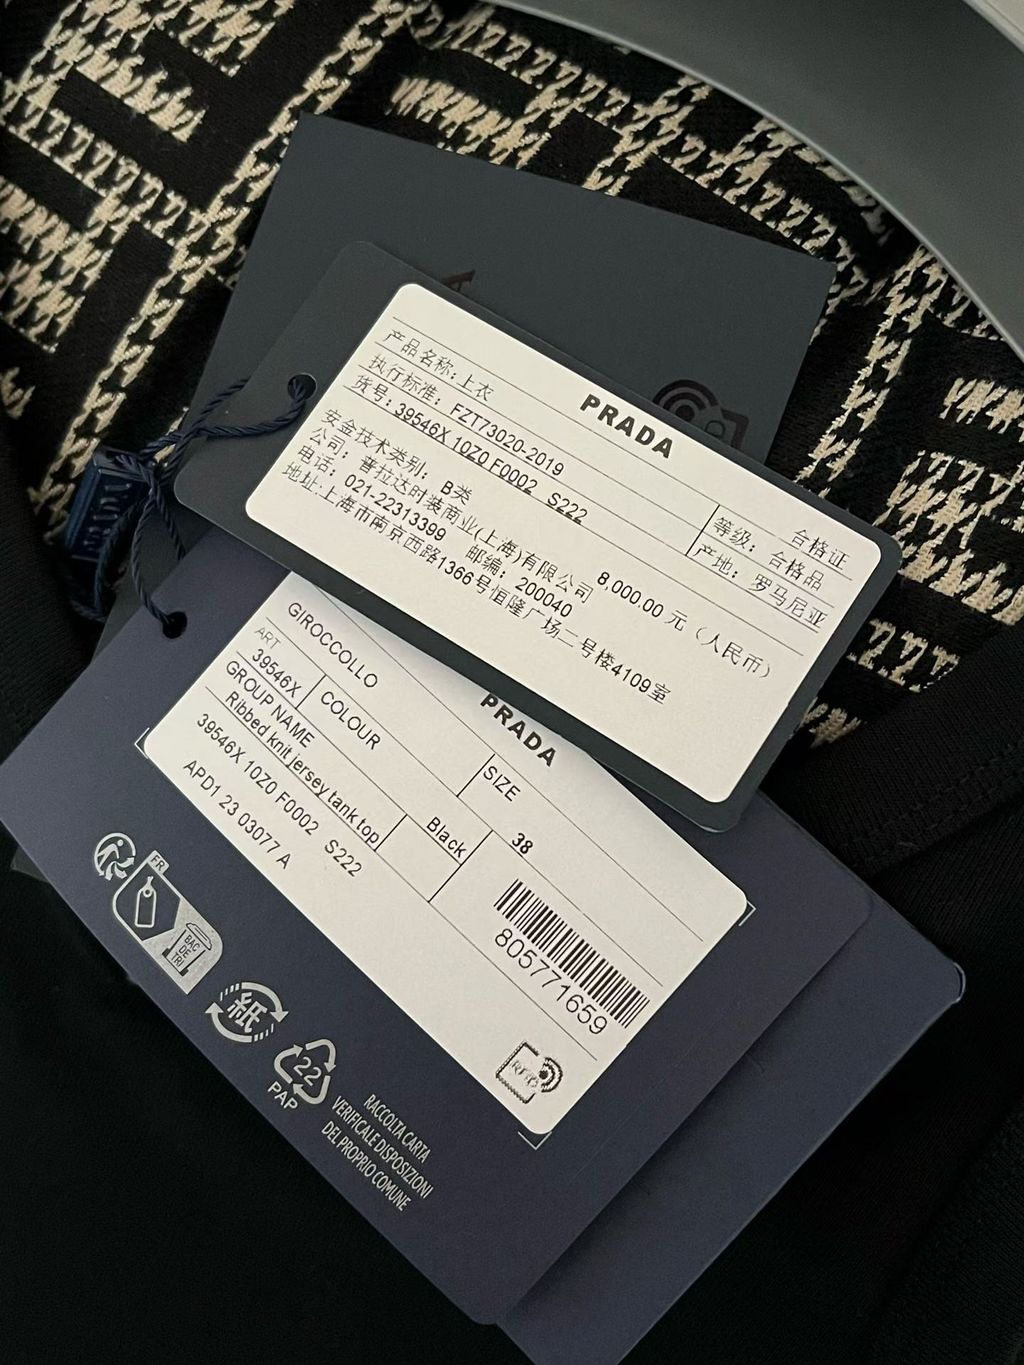 PRADA
合格证
产品名称:上衣
等级: 合格品
执行标准: FZT73020-2019
产地: 罗马尼亚
货号: 39546X 10Z0 F0002 S222
8,000.00 元 (人民币)
安全技术类别: B类
公司: 普拉达时装商业(上海)有限公司
电话: 021-22313399 邮编: 200040
地址:上海市南京西路1366号恒隆广场二号楼4109室
PRADA
GIROCCOLLO
ART
COLOUR
SIZE
39546X
Black
38
GROUP NAME
Ribbed knit jersey tank top
39546X 10Z0 F0002 S222
APD1 23 03077 A
805771659
RFID
FR
BAC
DE
TRI
紙
22
PAP
RACCOLTA CARTA
VERIFICA LE DISPOSIZIONI
DEL PROPRIO COMUNE
PRADA